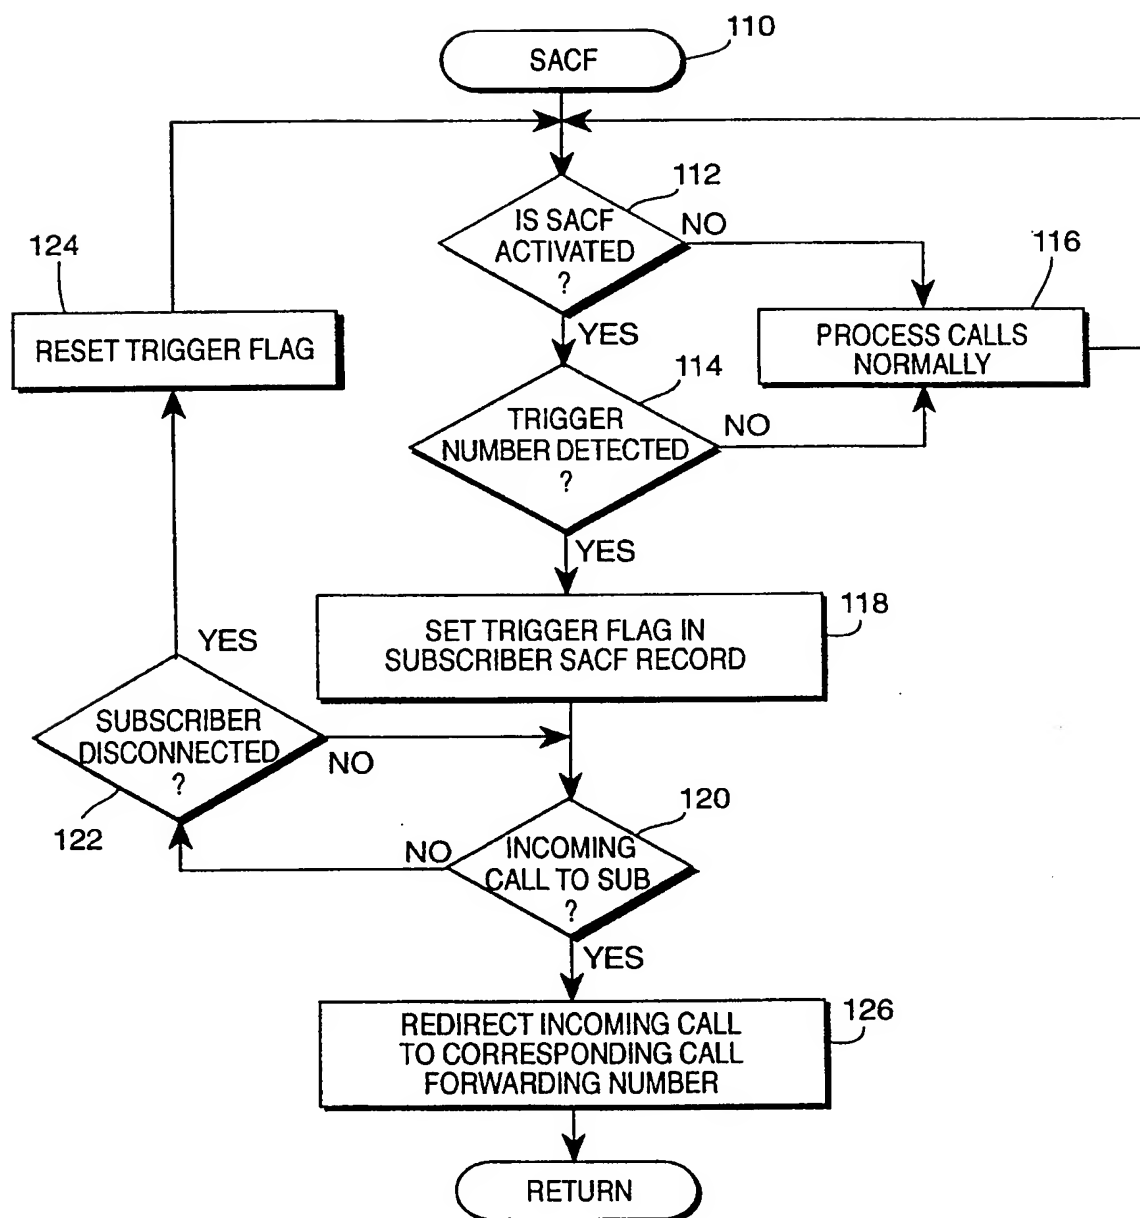 110
SACF
112
IS SACF
ACTIVATED
?
NO
YES
124
RESET TRIGGER FLAG
116
PROCESS CALLS
NORMALLY
114
TRIGGER
NUMBER DETECTED
?
NO
YES
118
SET TRIGGER FLAG IN
SUBSCRIBER SACF RECORD
YES
SUBSCRIBER
DISCONNECTED
?
NO
122
120
INCOMING
CALL TO SUB
?
NO
YES
126
REDIRECT INCOMING CALL
TO CORRESPONDING CALL
FORWARDING NUMBER
RETURN